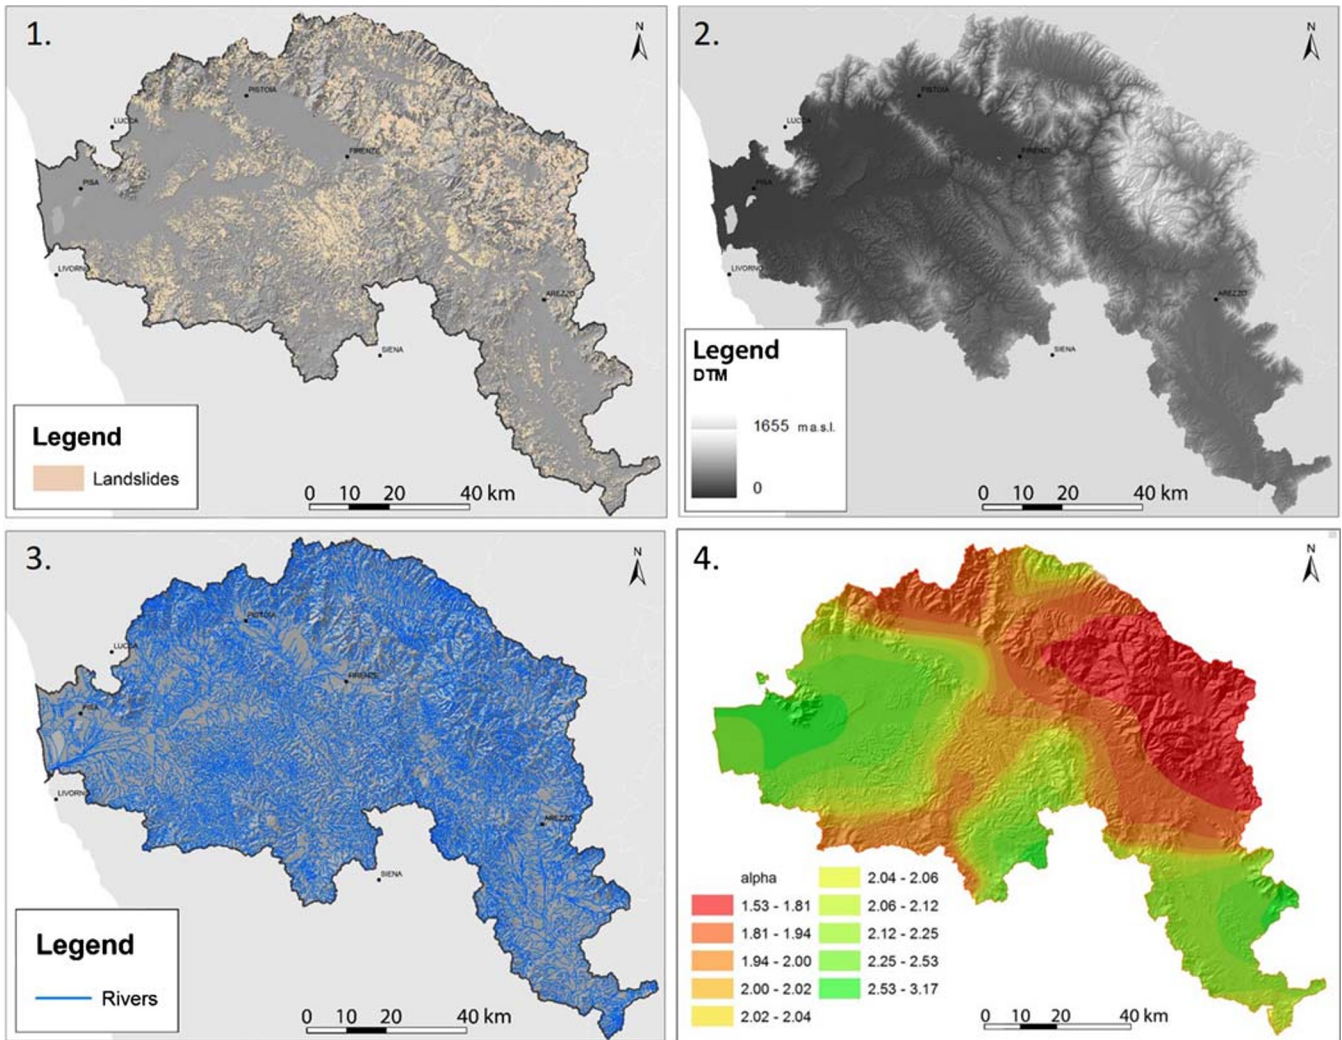 1.
N
PISTOIA
LUCCA
FIRENZE
PISA
LIVORNO
AREZZO
SIENA
Legend
Landslides
0 10 20 40 km
2.
N
PISTOIA
LUCCA
FIRENZE
PISA
LIVORNO
AREZZO
SIENA
Legend
DTM
1655 m a.s.l.
0
0 10 20 40 km
3.
N
PISTOIA
LUCCA
FIRENZE
PISA
LIVORNO
AREZZO
SIENA
Legend
Rivers
0 10 20 40 km
4.
N
alpha
1.53 - 1.81
1.81 - 1.94
1.94 - 2.00
2.00 - 2.02
2.02 - 2.04
2.04 - 2.06
2.06 - 2.12
2.12 - 2.25
2.25 - 2.53
2.53 - 3.17
0 10 20 40 km